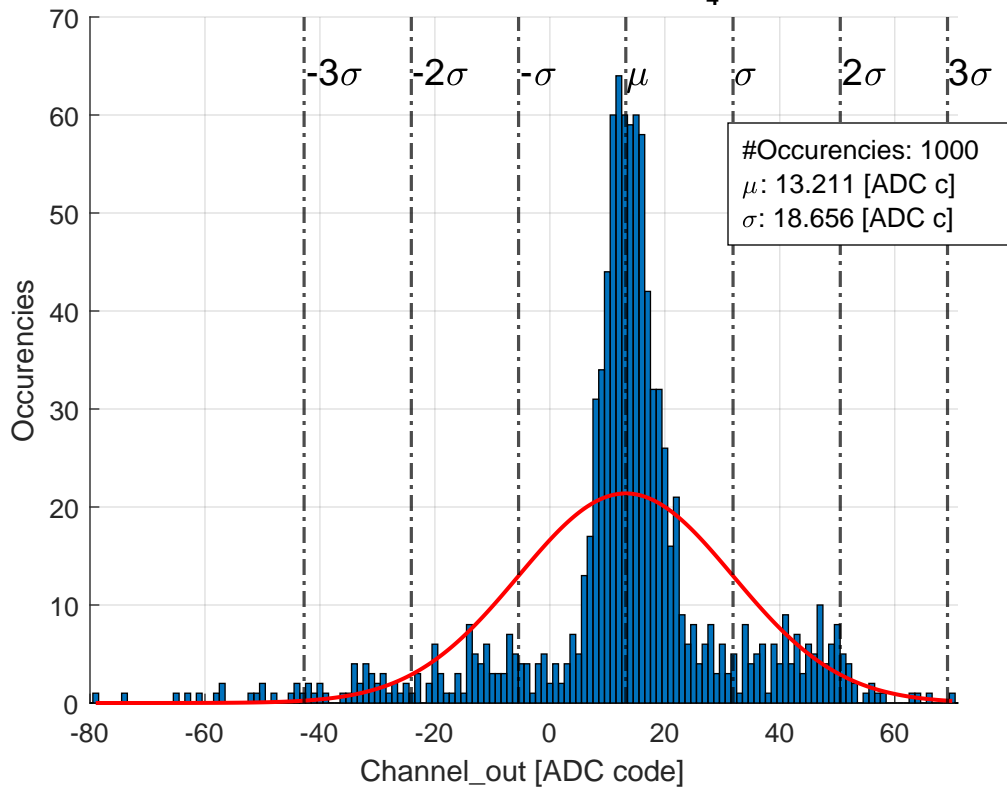 4
70
-3σ -2σ -σ μ σ 2σ 3σ
60
#Occurencies: 1000
μ: 13.211 [ADC c]
σ: 18.656 [ADC c]
50
40
30
20
10
0
Occurencies
-80 -60 -40 -20 0 20 40 60
Channel_out [ADC code]